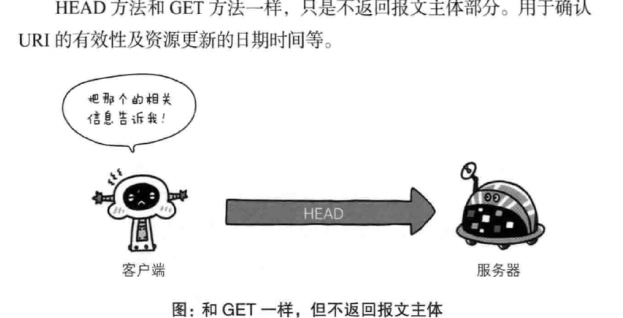 HEAD 方法和 GET 方法一样，只是不返回报文主体部分。用于确认
URI 的有效性及资源更新的日期时间等。
把那个的相关
信息告诉我！
HEAD
客户端
服务器
图：和 GET 一样，但不返回报文主体